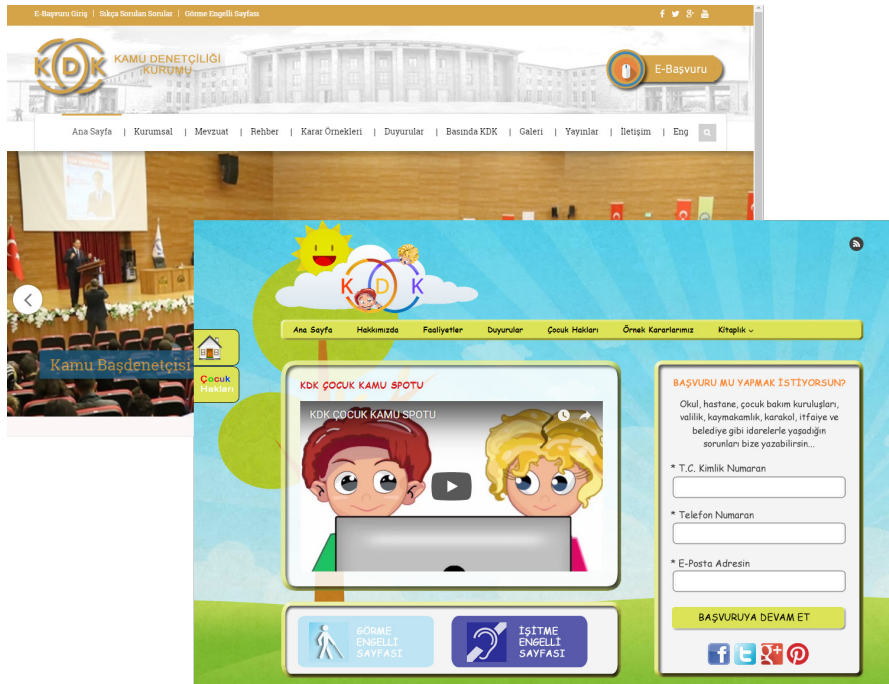 E-Başvuru Giriş | Sıkça Sorulan Sorular | Görme Engelli Sayfası
KDK
KAMU DENETÇİLİĞİ
KURUMU
E-Başvuru
Ana Sayfa | Kurumsal | Mevzuat | Rehber | Karar Örnekleri | Duyurular | Basında KDK | Galeri | Yayınlar | İletişim | Eng
Kamu Başdenetçisi
K D K
Ana Sayfa Hakkımızda Faaliyetler Duyurular Çocuk Hakları Örnek Kararlarımız Kitaplık
Çocuk
Hakları
KDK ÇOCUK KAMU SPOTU
KDK ÇOCUK KAMU SPOTU
GÖRME
ENGELLİ
SAYFASI
İŞİTME
ENGELLİ
SAYFASI
BAŞVURU MU YAPMAK İSTİYORSUN?
Okul, hastane, çocuk bakım kuruluşları,
valilik, kaymakamlık, karakol, itfaiye ve
belediye gibi idarelerle yaşadığın
sorunları bize yazabilirsin...
* T.C. Kimlik Numaran
* Telefon Numaran
* E-Posta Adresin
BAŞVURUYA DEVAM ET